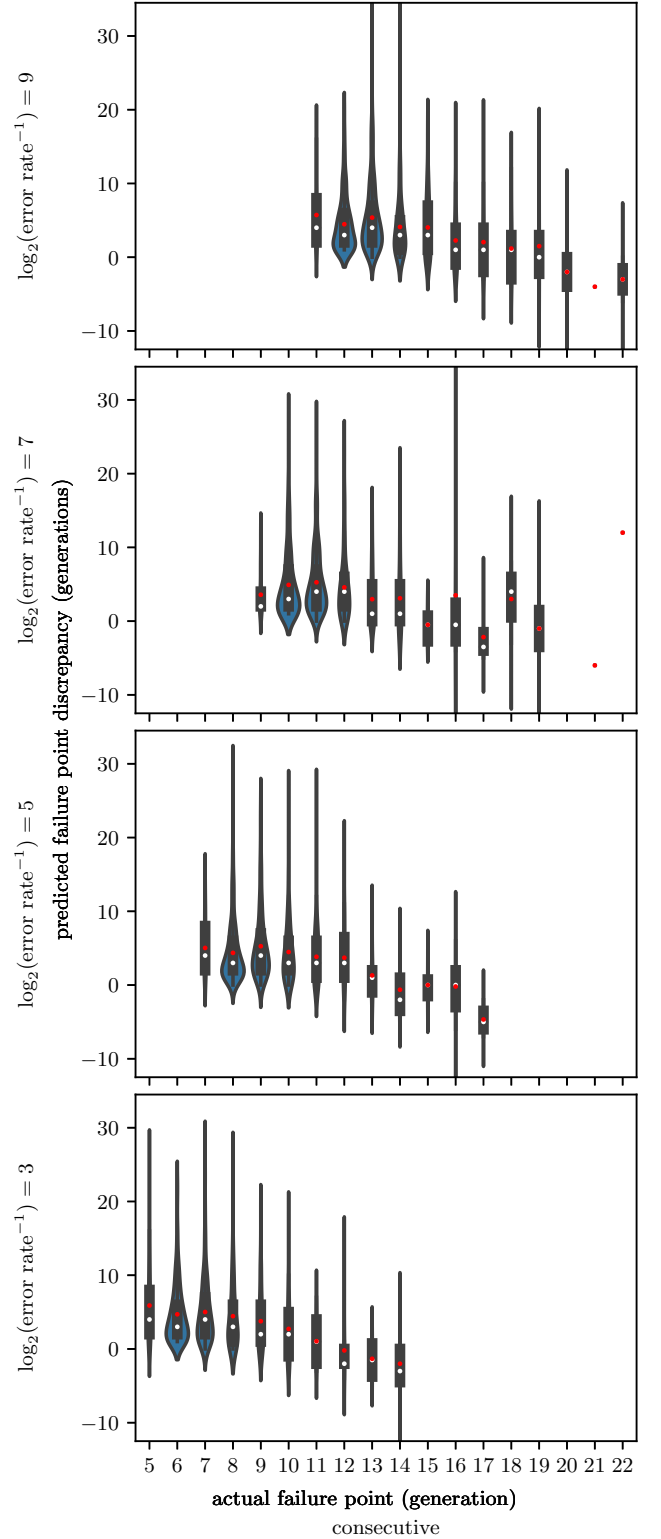 log₂(error rate⁻¹) = 9
30
20
10
0
−10
log₂(error rate⁻¹) = 7
predicted failure point discrepancy (generations)
30
20
10
0
−10
log₂(error rate⁻¹) = 5
30
20
10
0
−10
log₂(error rate⁻¹) = 3
30
20
10
0
−10
5 6 7 8 9 10 11 12 13 14 15 16 17 18 19 20 21 22
actual failure point (generation)
consecutive